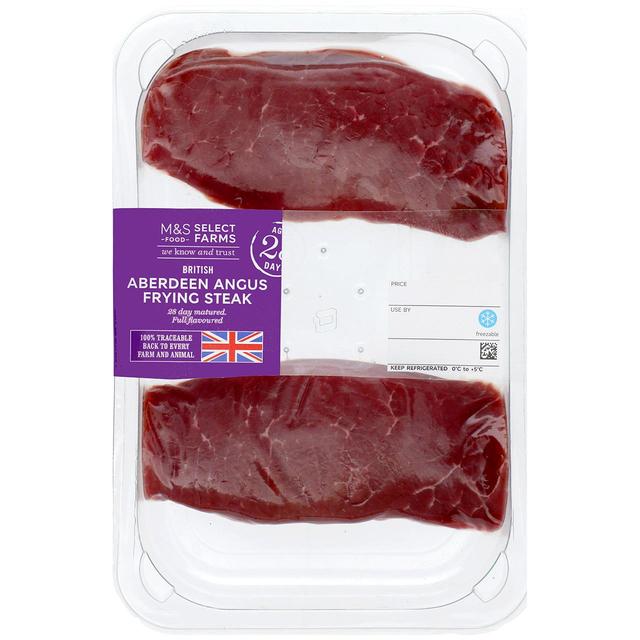 M&S SELECT
-FOOD- FARMS
we know and trust
BRITISH
ABERDEEN ANGUS
FRYING STEAK
28 day matured.
Full flavoured
100% TRACEABLE
BACK TO EVERY
FARM AND ANIMAL
DAY
PRICE
USE BY
freezable
KEEP REFRIGERATED 0°C to +5°C